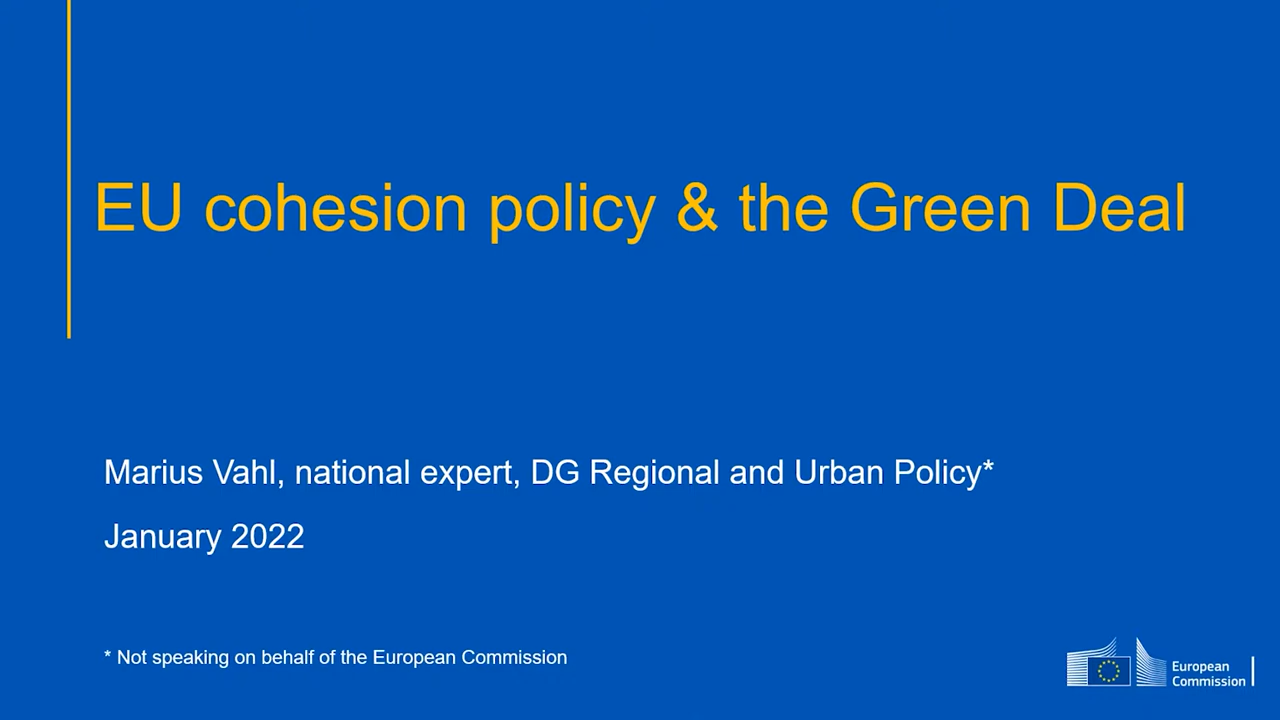 EU cohesion policy & the Green Deal
Marius Vahl, national expert, DG Regional and Urban Policy*
January 2022
* Not speaking on behalf of the European Commission
European
Commission